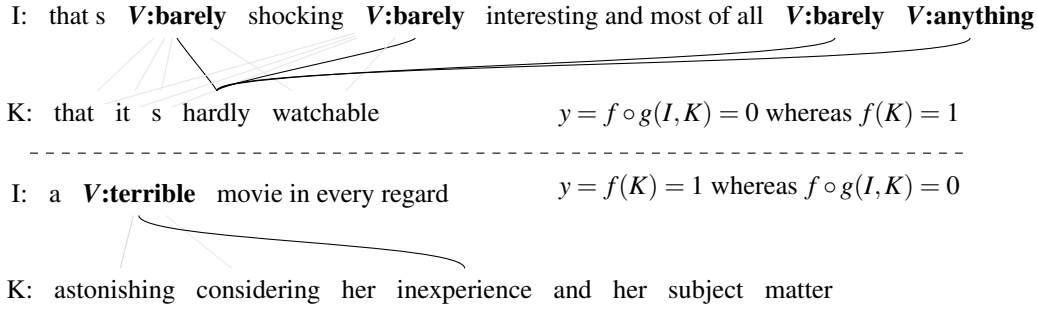 I: that s V:barely shocking V:barely interesting and most of all V:barely V:anything
K: that it s hardly watchable y = f ∘ g(I, K) = 0 whereas f(K) = 1
I: a V:terrible movie in every regard y = f(K) = 1 whereas f ∘ g(I, K) = 0
K: astonishing considering her inexperience and her subject matter